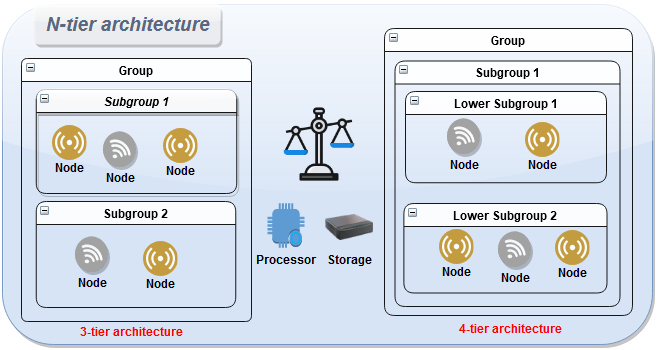 N-tier architecture
Group
Subgroup 1
Node
Node
Node
Subgroup 2
Node
Node
3-tier architecture
Processor
Storage
Group
Subgroup 1
Lower Subgroup 1
Node
Node
Lower Subgroup 2
Node
Node
Node
4-tier architecture